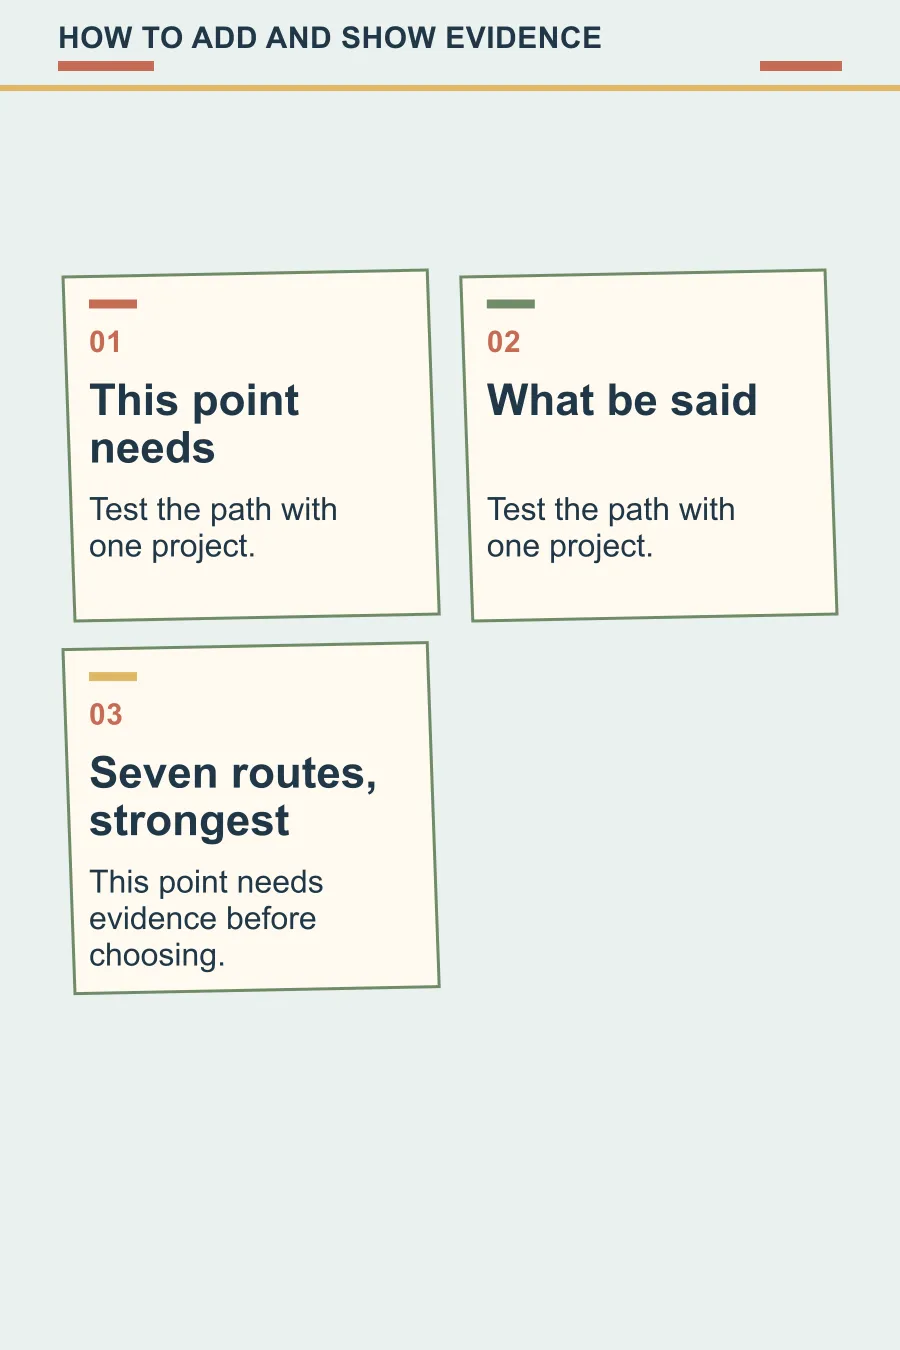 HOW TO ADD AND SHOW EVIDENCE
01
This point
needs
Test the path with
one project.
02
What be said
Test the path with
one project.
03
Seven routes,
strongest
This point needs
evidence before
choosing.